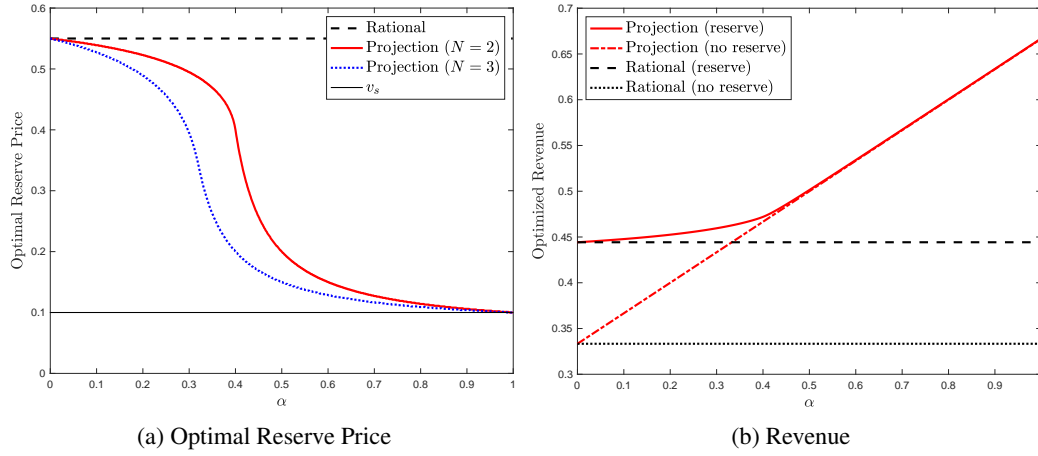 0.6
0.5
0.4
0.3
0.2
0.1
0
Optimal Reserve Price
0 0.1 0.2 0.3 0.4 0.5 0.6 0.7 0.8 0.9 1
α
Rational
Projection (N = 2)
Projection (N = 3)
v_s
(a) Optimal Reserve Price
0.65
0.6
0.55
0.5
0.45
0.4
0.35
0.3
Optimized Revenue
0 0.1 0.2 0.3 0.4 0.5 0.6 0.7 0.8 0.9
α
Projection (reserve)
Projection (no reserve)
Rational (reserve)
Rational (no reserve)
(b) Revenue